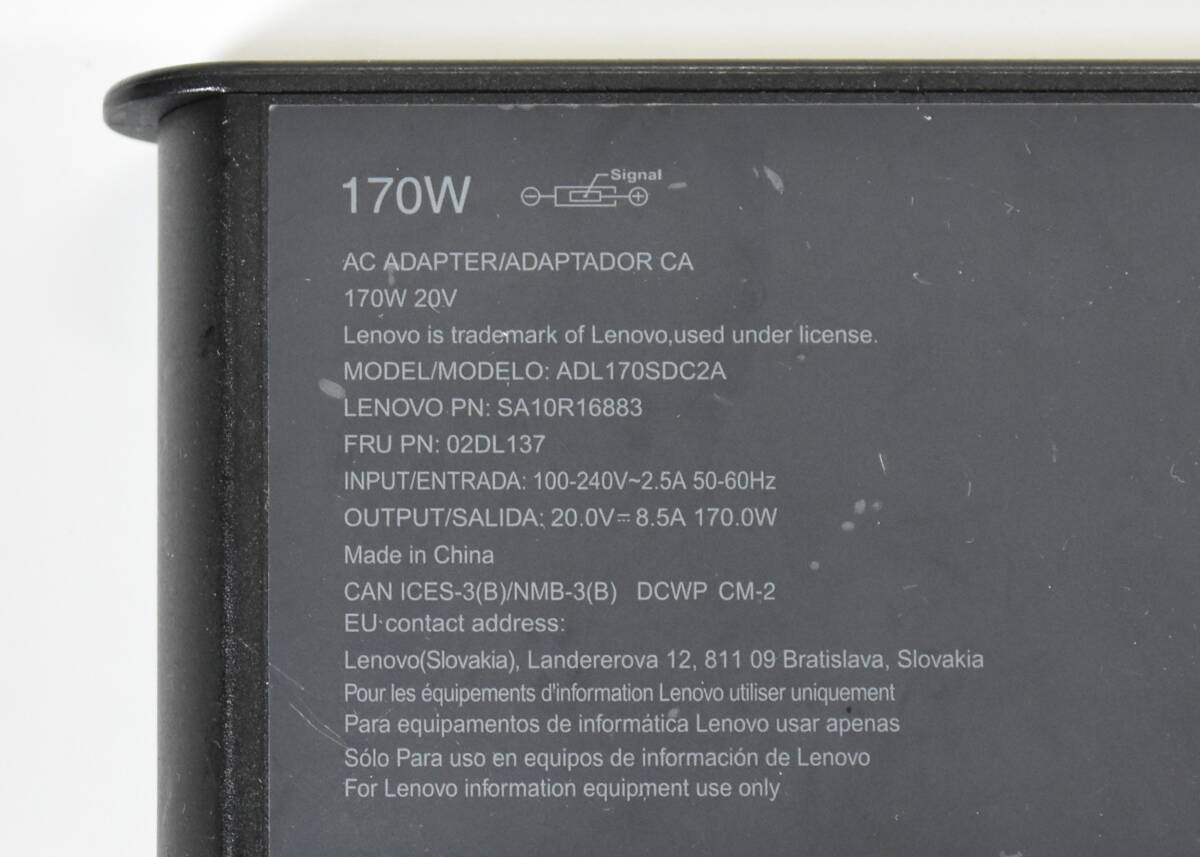 170W
Signal
AC ADAPTER/ADAPTADOR CA
170W 20V
Lenovo is trademark of Lenovo,used under license.
MODEL/MODELO: ADL170SDC2A
LENOVO PN: SA10R16883
FRU PN: 02DL137
INPUT/ENTRADA: 100-240V~2.5A 50-60Hz
OUTPUT/SALIDA: 20.0V⎓8.5A 170.0W
Made in China
CAN ICES-3(B)/NMB-3(B) DCWP CM-2
EU contact address:
Lenovo(Slovakia), Landererova 12, 811 09 Bratislava, Slovakia
Pour les équipements d'information Lenovo utiliser uniquement
Para equipamentos de informática Lenovo usar apenas
Sólo Para uso en equipos de información de Lenovo
For Lenovo information equipment use only